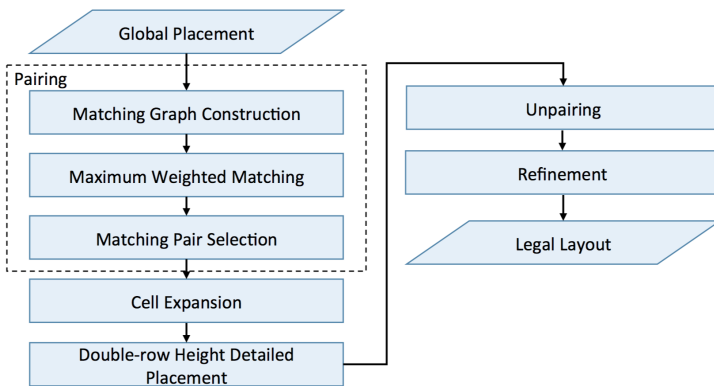 Global Placement
Pairing
Matching Graph Construction
Maximum Weighted Matching
Matching Pair Selection
Cell Expansion
Double-row Height Detailed
Placement
Unpairing
Refinement
Legal Layout